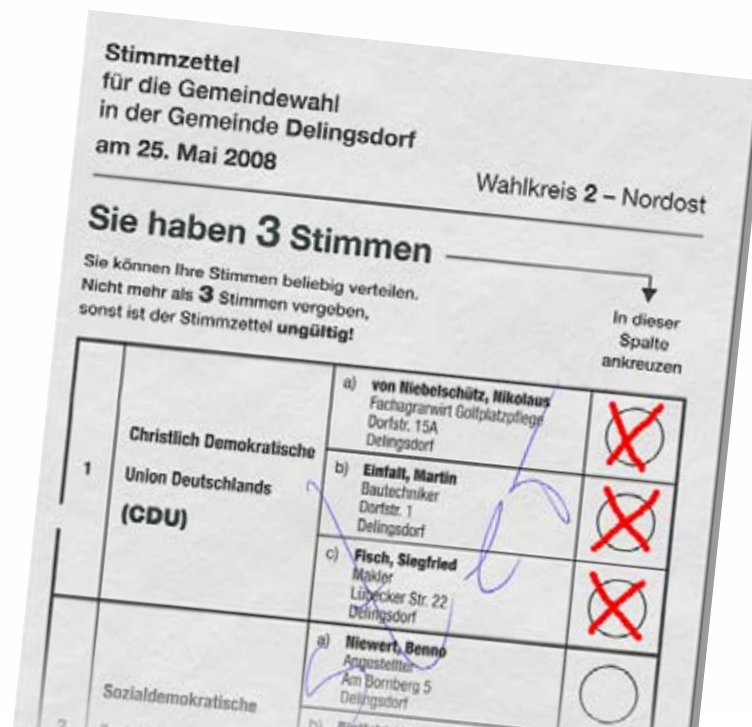 Stimmzettel
für die Gemeindewahl
in der Gemeinde Delingsdorf
am 25. Mai 2008
Wahlkreis 2 – Nordost
Sie haben 3 Stimmen
Sie können Ihre Stimmen beliebig verteilen.
Nicht mehr als 3 Stimmen vergeben,
sonst ist der Stimmzettel ungültig!
In dieser
Spalte
ankreuzen
1
Christlich Demokratische
Union Deutschlands
(CDU)
a) von Niebelschütz, Nikolaus
Fachagrarwirt Golfplatzpflege
Dorfstr. 15A
Delingsdorf
b) Einfalt, Martin
Bautechniker
Dorfstr. 1
Delingsdorf
c) Fisch, Siegfried
Makler
Lübecker Str. 22
Delingsdorf
Sozialdemokratische
a) Niewert, Benno
Angestellter
Am Bornberg 5
Delingsdorf
b)